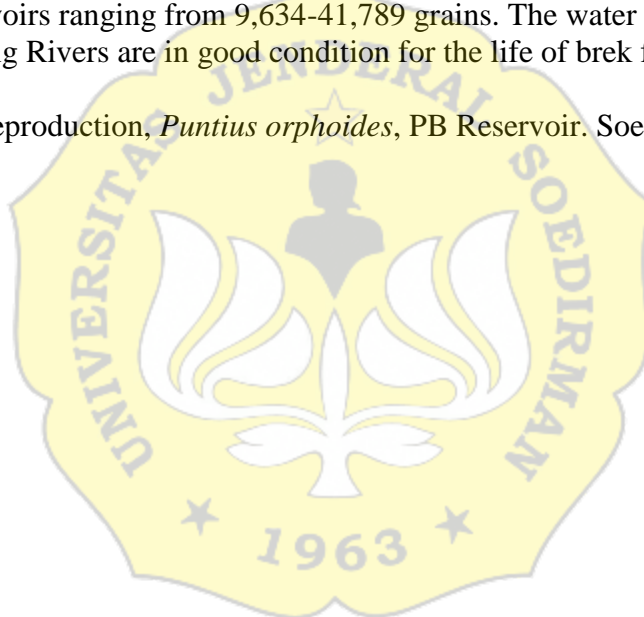 voirs ranging from 9,634-41,789 grains. The water
g Rivers are in good condition for the life of brek f
eproduction, Puntius orphoides, PB Reservoir. Soe
UNIVERSITAS JENDERAL SOEDIRMAN
1963